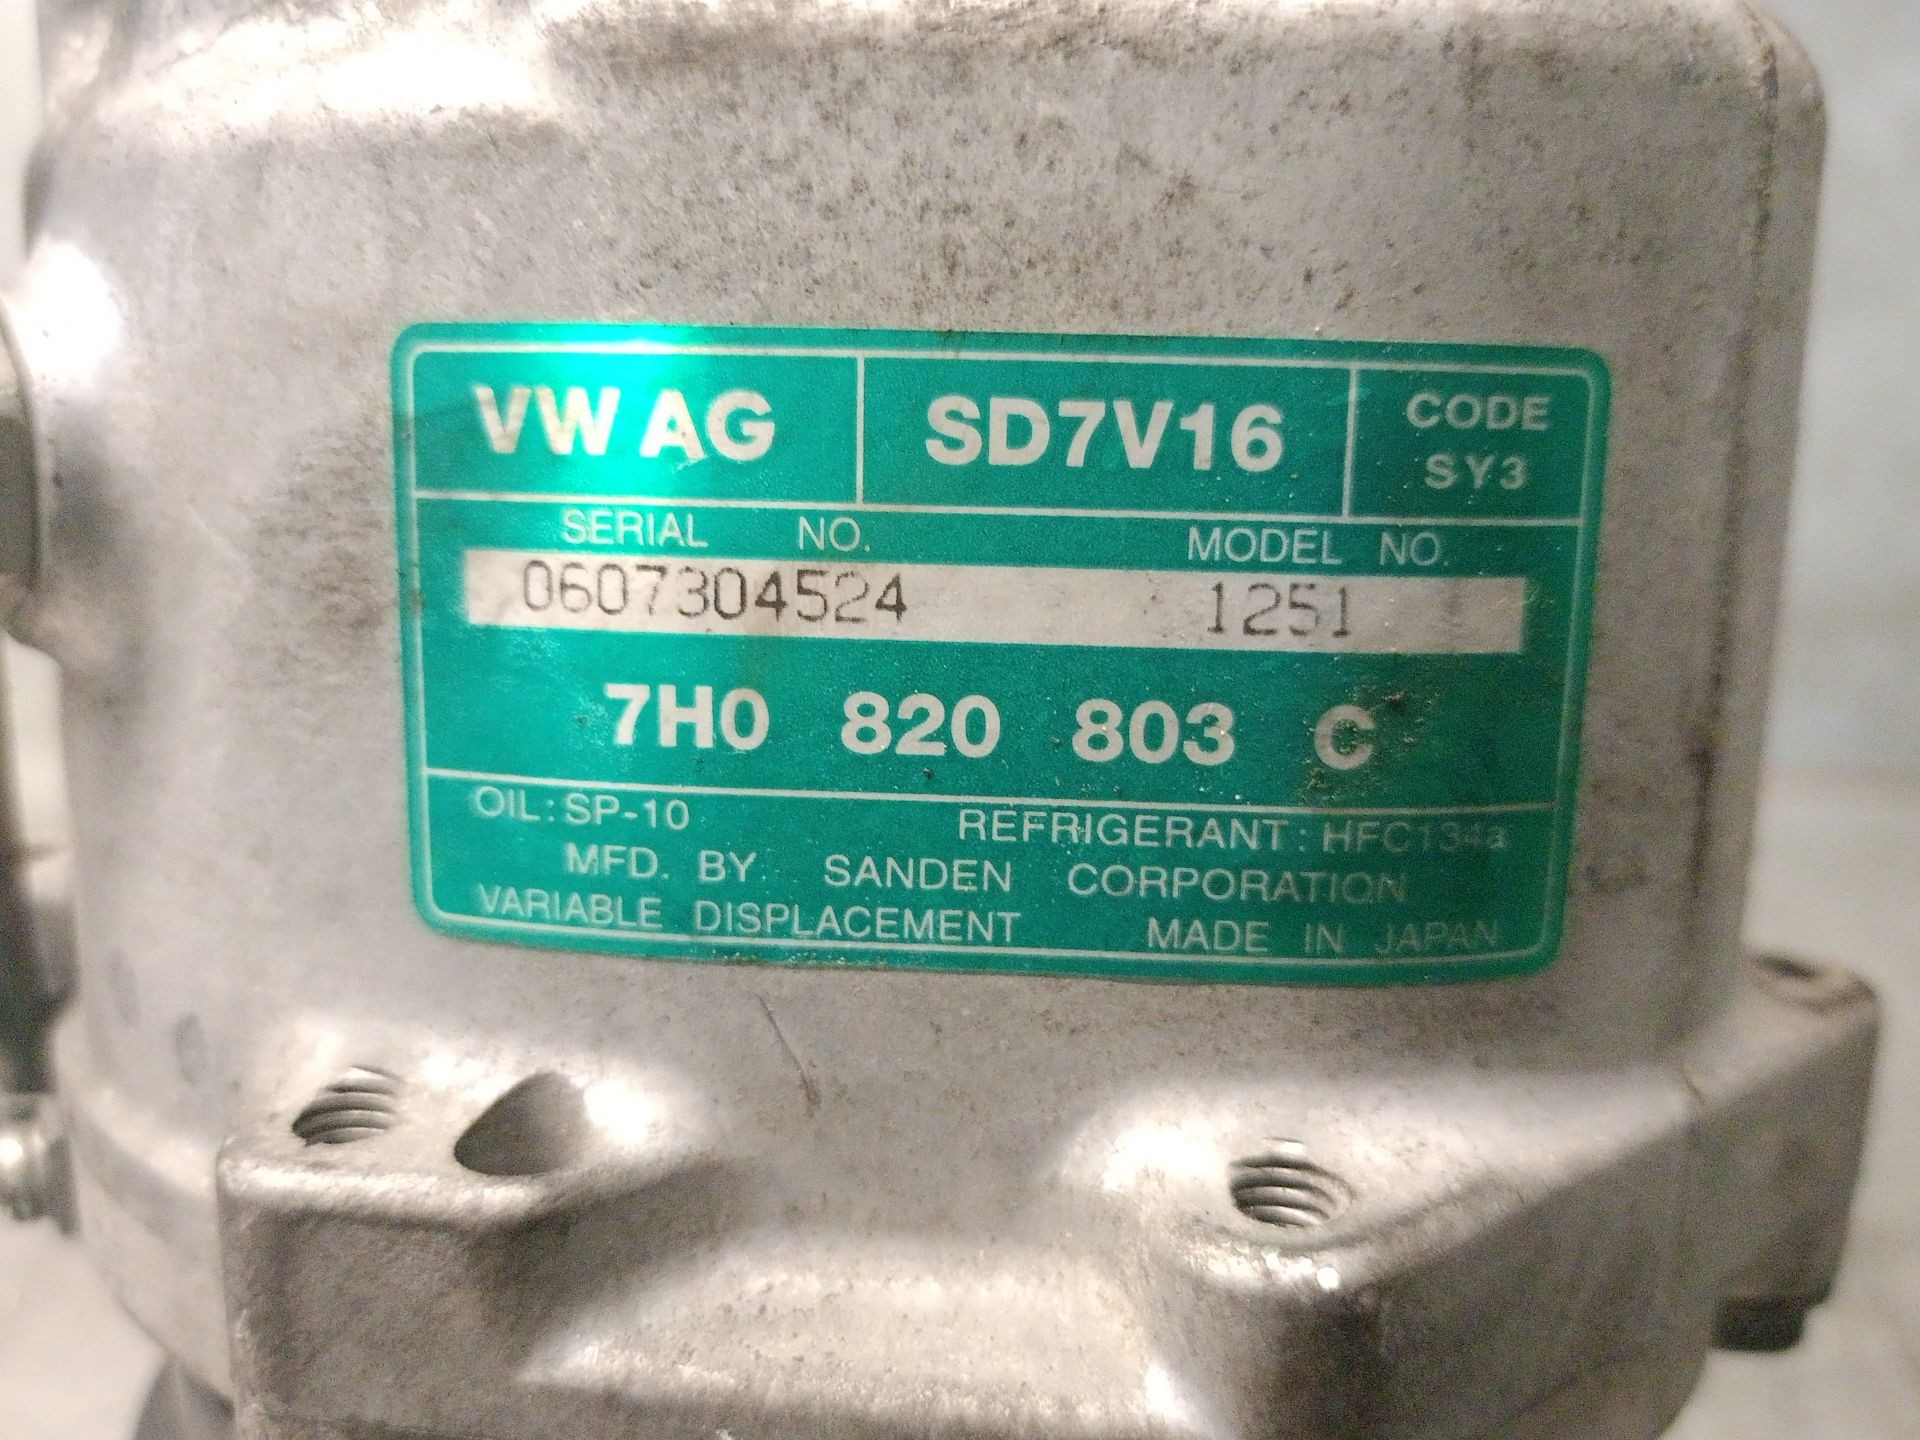 VW AG SD7V16 CODE
SY3
SERIAL NO. MODEL NO.
0607304524 1251
7H0 820 803 C
OIL: SP-10 REFRIGERANT: HFC134a
MFD. BY SANDEN CORPORATION
VARIABLE DISPLACEMENT MADE IN JAPAN